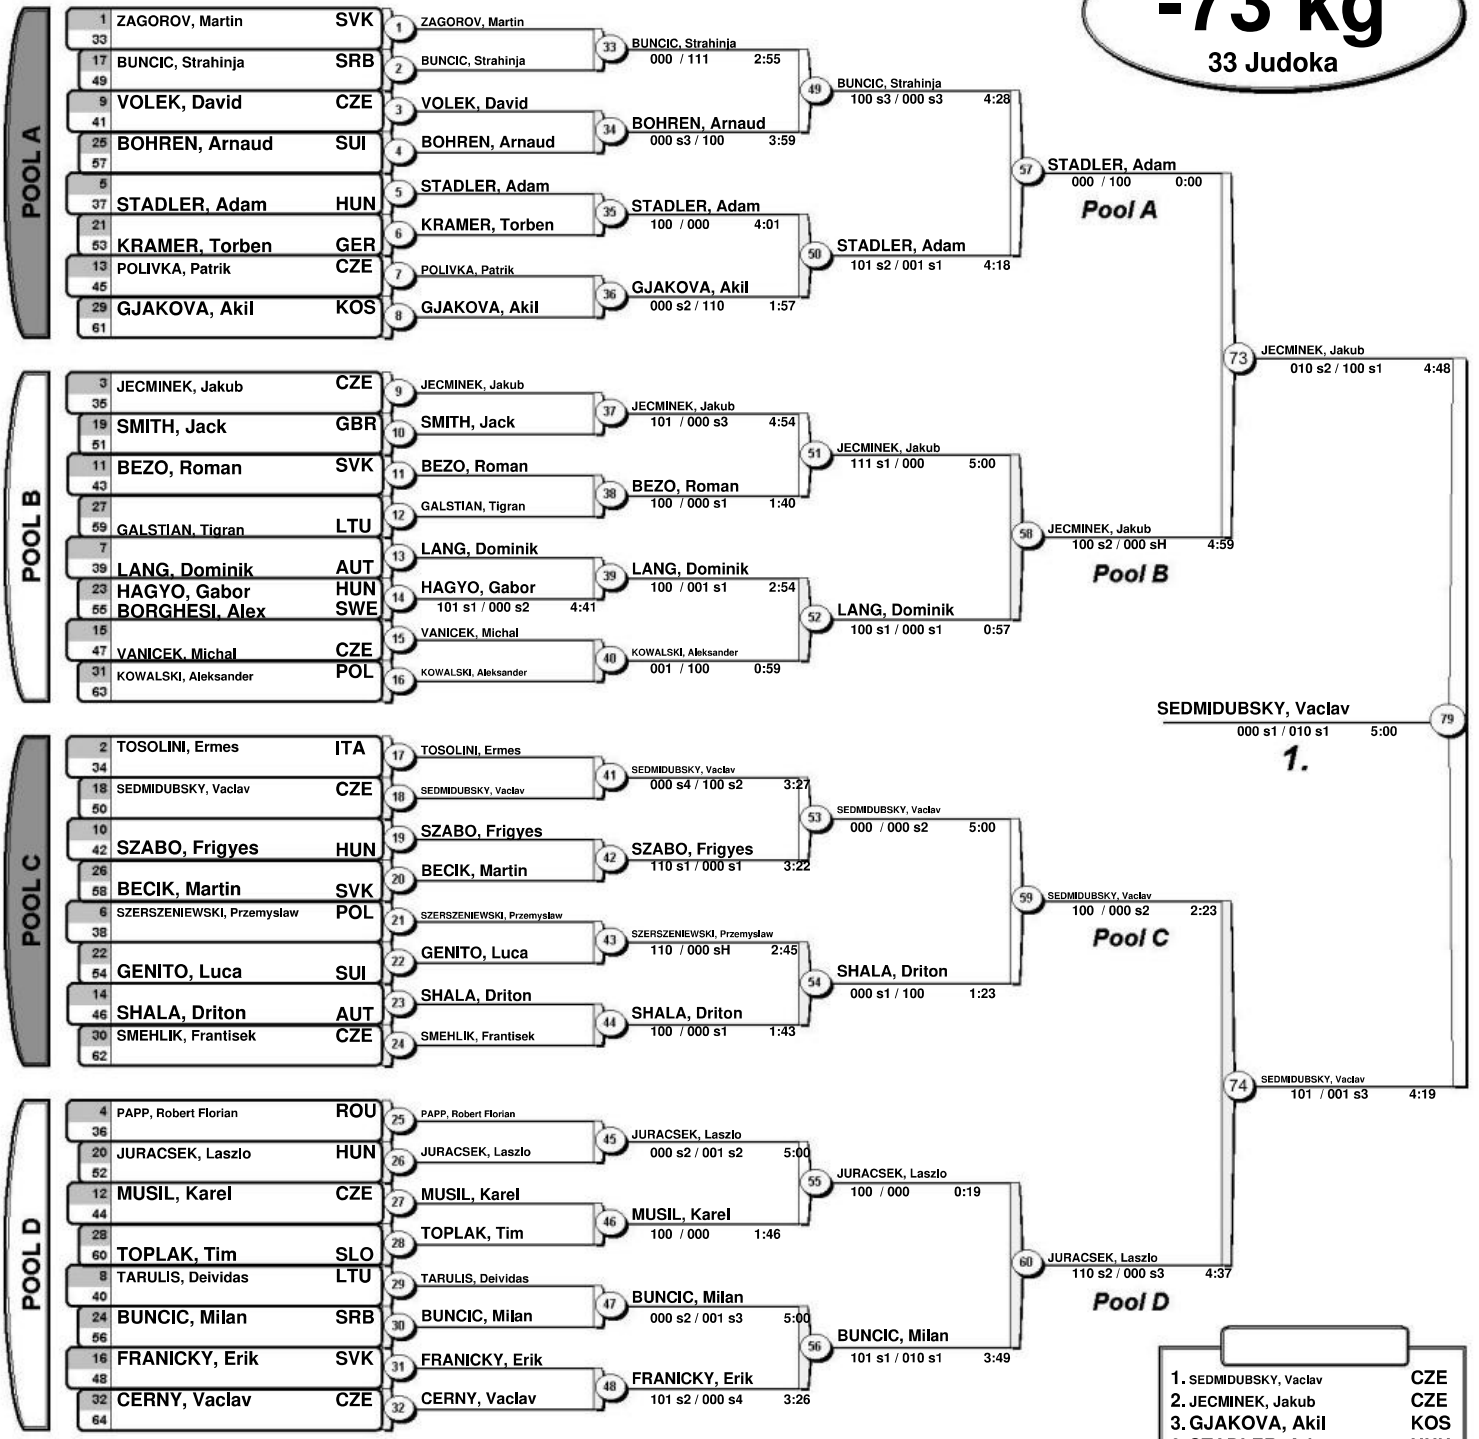 -73 kg
33 Judoka
POOL A
1 ZAGOROV, Martin SVK
33
17 BUNCIC, Strahinja SRB
49
9 VOLEK, David CZE
41
25 BOHREN, Arnaud SUI
57
5
37 STADLER, Adam HUN
21
53 KRAMER, Torben GER
13 POLIVKA, Patrik CZE
45
29 GJAKOVA, Akil KOS
61
1 ZAGOROV, Martin
2 BUNCIC, Strahinja
3 VOLEK, David
4 BOHREN, Arnaud
5 STADLER, Adam
6 KRAMER, Torben
7 POLIVKA, Patrik
8 GJAKOVA, Akil
33 BUNCIC, Strahinja
000 / 111 2:55
34 BOHREN, Arnaud
000 s3 / 100 3:59
35 STADLER, Adam
100 / 000 4:01
36 GJAKOVA, Akil
000 s2 / 110 1:57
49 BUNCIC, Strahinja
100 s3 / 000 s3 4:28
50 STADLER, Adam
101 s2 / 001 s1 4:18
57 STADLER, Adam
000 / 100 0:00
Pool A
POOL B
3 JECMINEK, Jakub CZE
35
19 SMITH, Jack GBR
51
11 BEZO, Roman SVK
43
27
59 GALSTIAN, Tigran LTU
7
39 LANG, Dominik AUT
23 HAGYO, Gabor HUN
55 BORGHESI, Alex SWE
15
47 VANICEK, Michal CZE
31 KOWALSKI, Aleksander POL
63
9 JECMINEK, Jakub
10 SMITH, Jack
11 BEZO, Roman
12 GALSTIAN, Tigran
13 LANG, Dominik
14 HAGYO, Gabor
101 s1 / 000 s2 4:41
15 VANICEK, Michal
16 KOWALSKI, Aleksander
37 JECMINEK, Jakub
101 / 000 s3 4:54
38 BEZO, Roman
100 / 000 s1 1:40
39 LANG, Dominik
100 / 001 s1 2:54
40 KOWALSKI, Aleksander
001 / 100 0:59
51 JECMINEK, Jakub
111 s1 / 000 5:00
52 LANG, Dominik
100 s1 / 000 s1 0:57
58 JECMINEK, Jakub
100 s2 / 000 sH 4:59
Pool B
73 JECMINEK, Jakub
010 s2 / 100 s1 4:48
SEDMIDUBSKY, Vaclav 79
000 s1 / 010 s1 5:00
1.
POOL C
2 TOSOLINI, Ermes ITA
34
18 SEDMIDUBSKY, Vaclav CZE
50
10
42 SZABO, Frigyes HUN
26
58 BECIK, Martin SVK
6 SZERSZENIEWSKI, Przemyslaw POL
38
22
54 GENITO, Luca SUI
14
46 SHALA, Driton AUT
30 SMEHLIK, Frantisek CZE
62
17 TOSOLINI, Ermes
18 SEDMIDUBSKY, Vaclav
19 SZABO, Frigyes
20 BECIK, Martin
21 SZERSZENIEWSKI, Przemyslaw
22 GENITO, Luca
23 SHALA, Driton
24 SMEHLIK, Frantisek
41 SEDMIDUBSKY, Vaclav
000 s4 / 100 s2 3:27
42 SZABO, Frigyes
110 s1 / 000 s1 3:22
43 SZERSZENIEWSKI, Przemyslaw
110 / 000 sH 2:45
44 SHALA, Driton
100 / 000 s1 1:43
53 SEDMIDUBSKY, Vaclav
000 / 000 s2 5:00
54 SHALA, Driton
000 s1 / 100 1:23
59 SEDMIDUBSKY, Vaclav
100 / 000 s2 2:23
Pool C
74 SEDMIDUBSKY, Vaclav
101 / 001 s3 4:19
POOL D
4 PAPP, Robert Florian ROU
36
20 JURACSEK, Laszlo HUN
52
12 MUSIL, Karel CZE
44
28
60 TOPLAK, Tim SLO
8 TARULIS, Deividas LTU
40
24 BUNCIC, Milan SRB
56
16 FRANICKY, Erik SVK
48
32 CERNY, Vaclav CZE
64
25 PAPP, Robert Florian
26 JURACSEK, Laszlo
27 MUSIL, Karel
28 TOPLAK, Tim
29 TARULIS, Deividas
30 BUNCIC, Milan
31 FRANICKY, Erik
32 CERNY, Vaclav
45 JURACSEK, Laszlo
000 s2 / 001 s2 5:00
46 MUSIL, Karel
100 / 000 1:46
47 BUNCIC, Milan
000 s2 / 001 s3 5:00
48 FRANICKY, Erik
101 s2 / 000 s4 3:26
55 JURACSEK, Laszlo
100 / 000 0:19
56 BUNCIC, Milan
101 s1 / 010 s1 3:49
60 JURACSEK, Laszlo
110 s2 / 000 s3 4:37
Pool D
1. SEDMIDUBSKY, Vaclav CZE
2. JECMINEK, Jakub CZE
3. GJAKOVA, Akil KOS